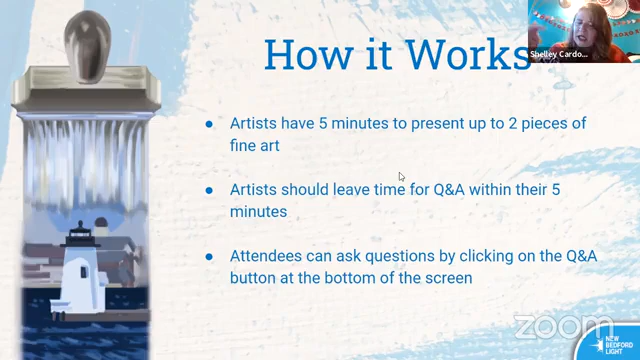 How it Works
Shelley Cardo...
● Artists have 5 minutes to present up to 2 pieces of
fine art
● Artists should leave time for Q&A within their 5
minutes
● Attendees can ask questions by clicking on the Q&A
button at the bottom of the screen
zoom
NEW
BEDFORD
LIGHT